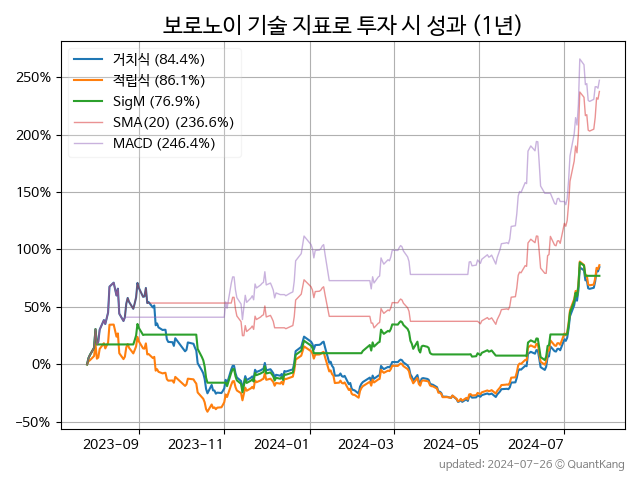 보로노이 기술 지표로 투자 시 성과 (1년)
거치식 (84.4%)
적립식 (86.1%)
SigM (76.9%)
SMA(20) (236.6%)
MACD (246.4%)
250%
200%
150%
100%
50%
0%
−50%
2023-09 2023-11 2024-01 2024-03 2024-05 2024-07
updated: 2024-07-26 © QuantKang